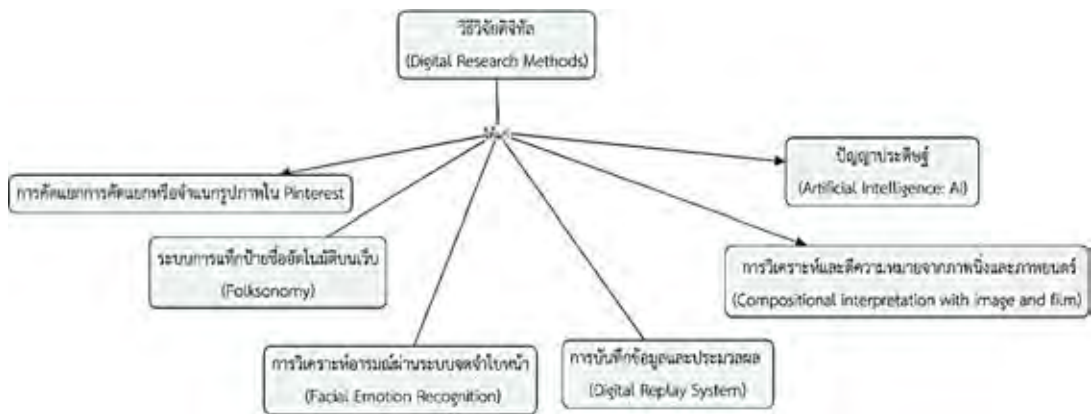 วิธีวิจัยดิจิทัล
(Digital Research Methods)
ได้แก่
ปัญญาประดิษฐ์
(Artificial Intelligence: AI)
การคัดแยกการคัดแยกหรือจำแนกรูปภาพใน Pinterest
ระบบการแท็กป้ายชื่ออัตโนมัติบนเว็บ
(Folksonomy)
การวิเคราะห์และตีความหมายจากภาพนิ่งและภาพยนตร์
(Compositional interpretation with image and film)
การวิเคราะห์อารมณ์ผ่านระบบจดจำใบหน้า
(Facial Emotion Recognition)
การบันทึกข้อมูลและประมวลผล
(Digital Replay System)